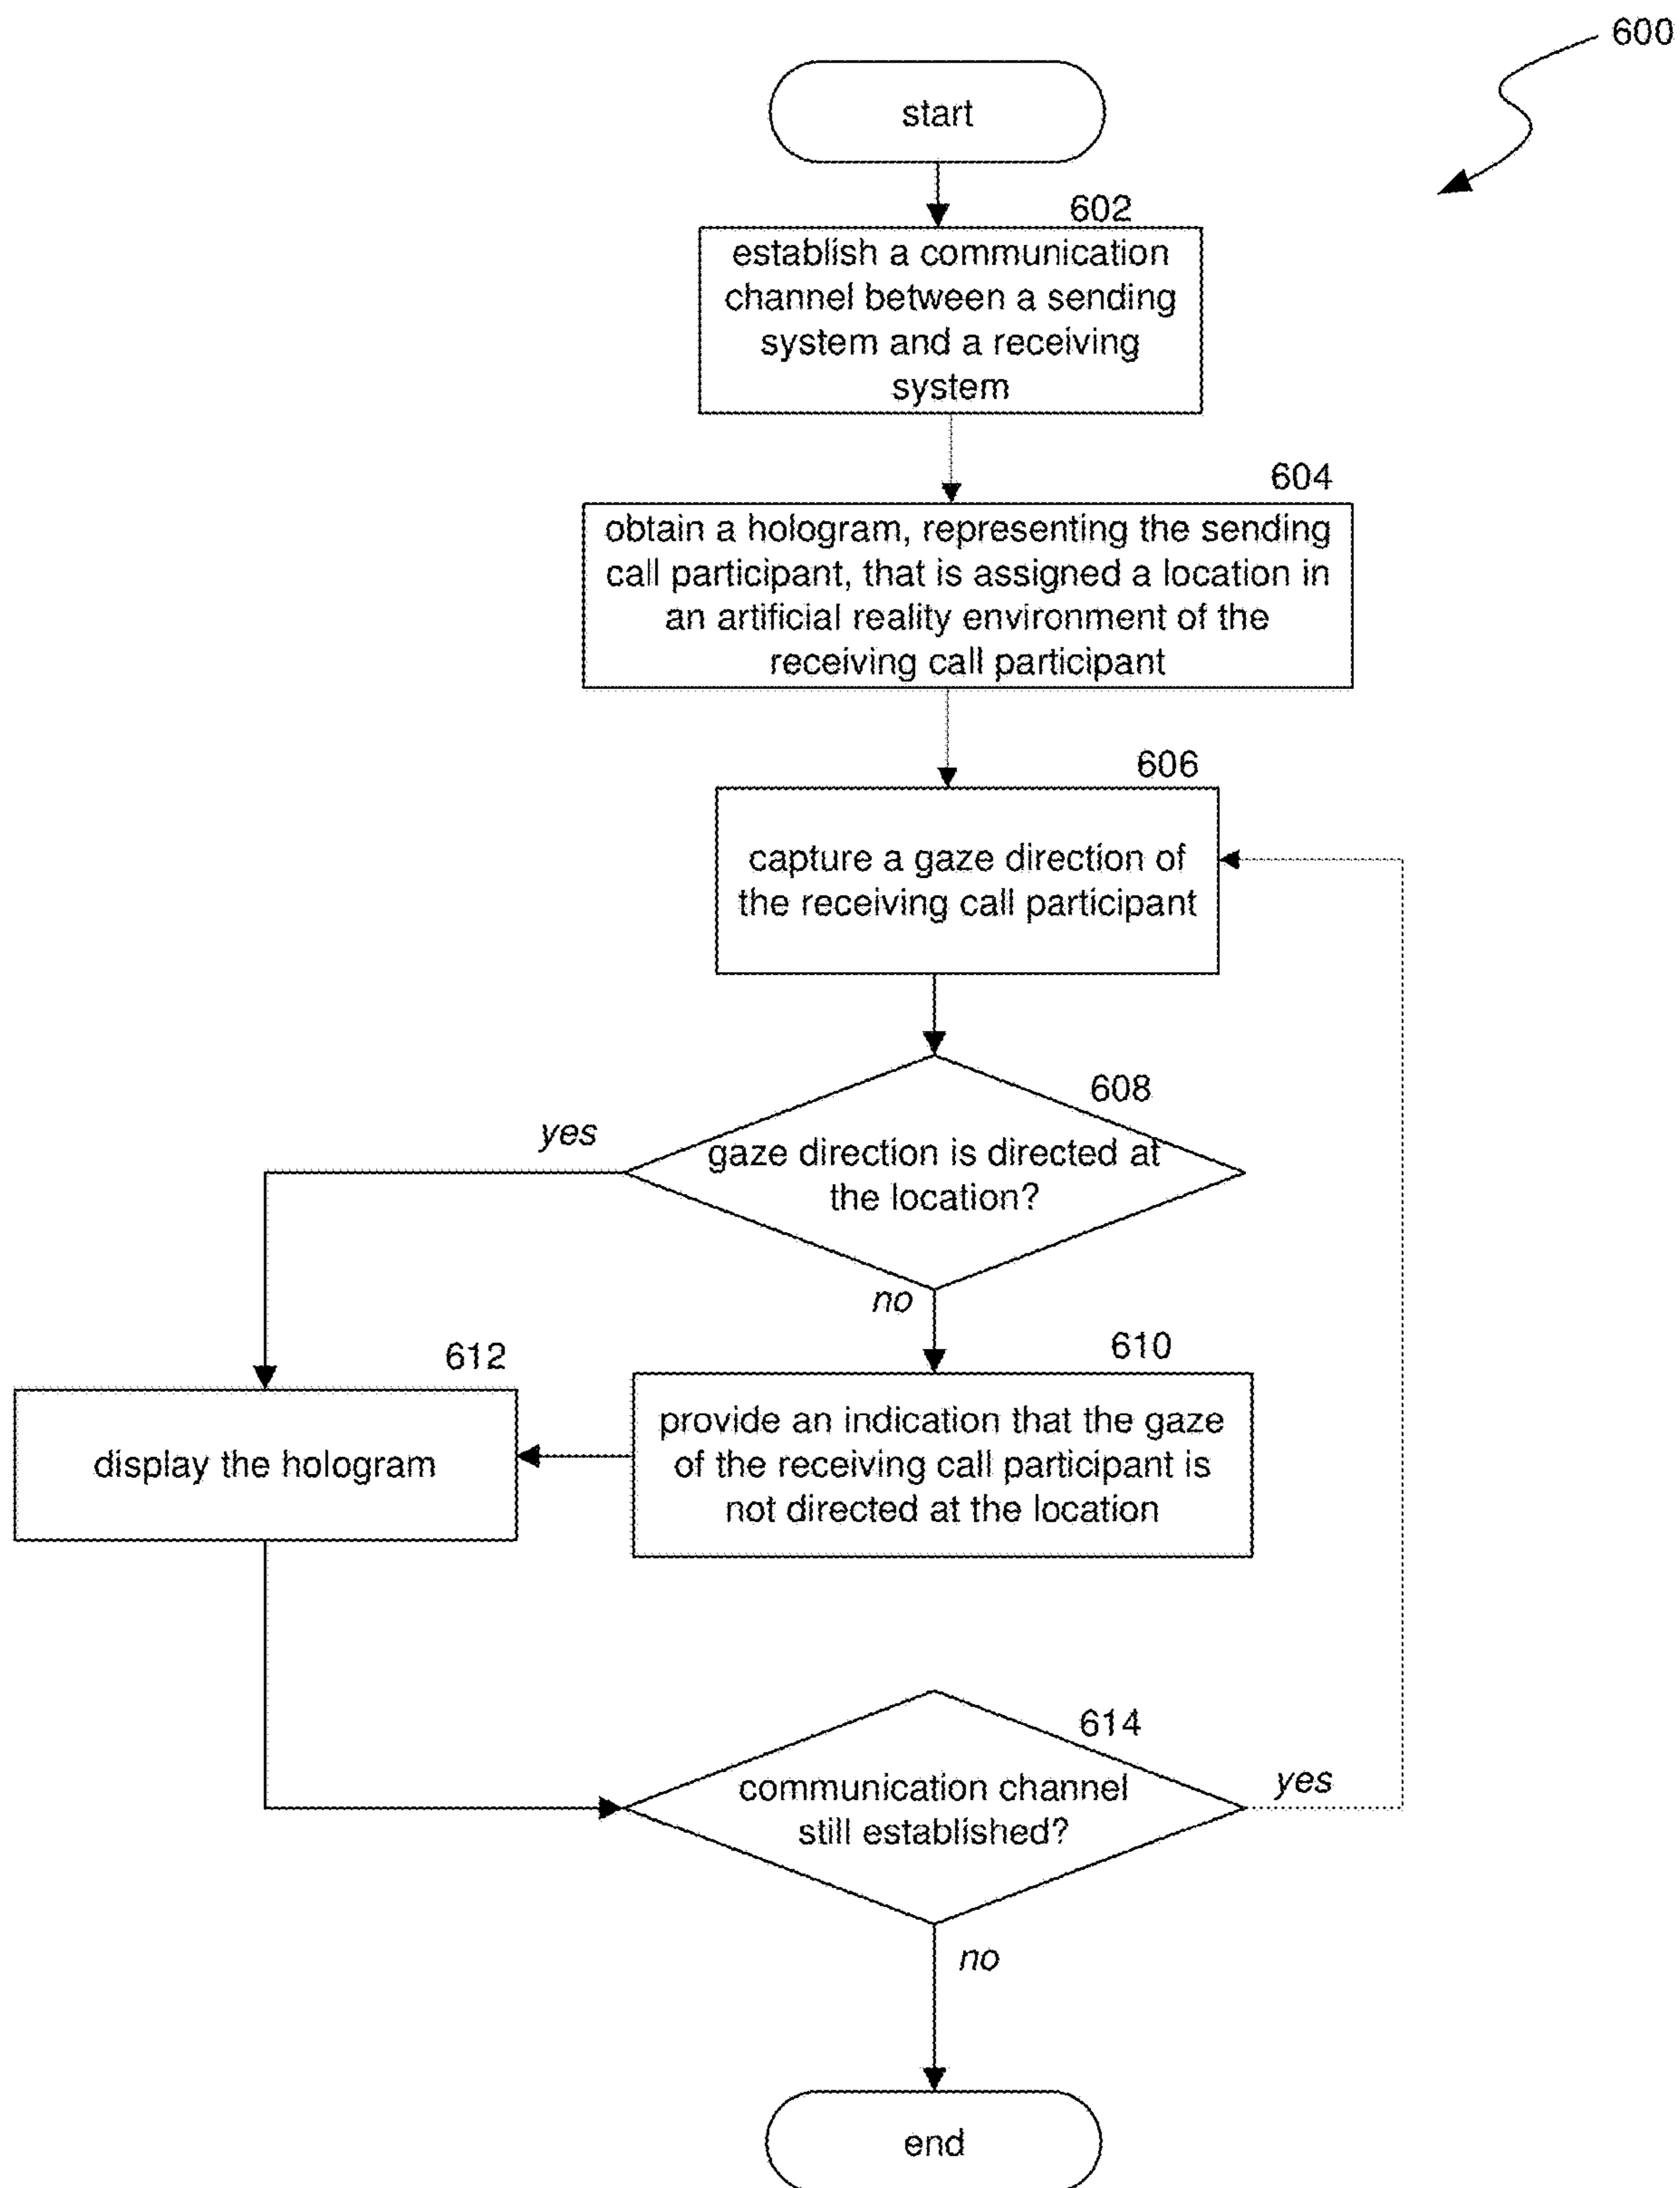 600
start
602
establish a communication
channel between a sending
system and a receiving
system
604
obtain a hologram, representing the sending
call participant, that is assigned a location in
an artificial reality environment of the
receiving call participant
606
capture a gaze direction of
the receiving call participant
608
yes
gaze direction is directed at
the location?
no
610
612
provide an indication that the gaze
of the receiving call participant is
not directed at the location
display the hologram
614
communication channel
still established?
yes
no
end